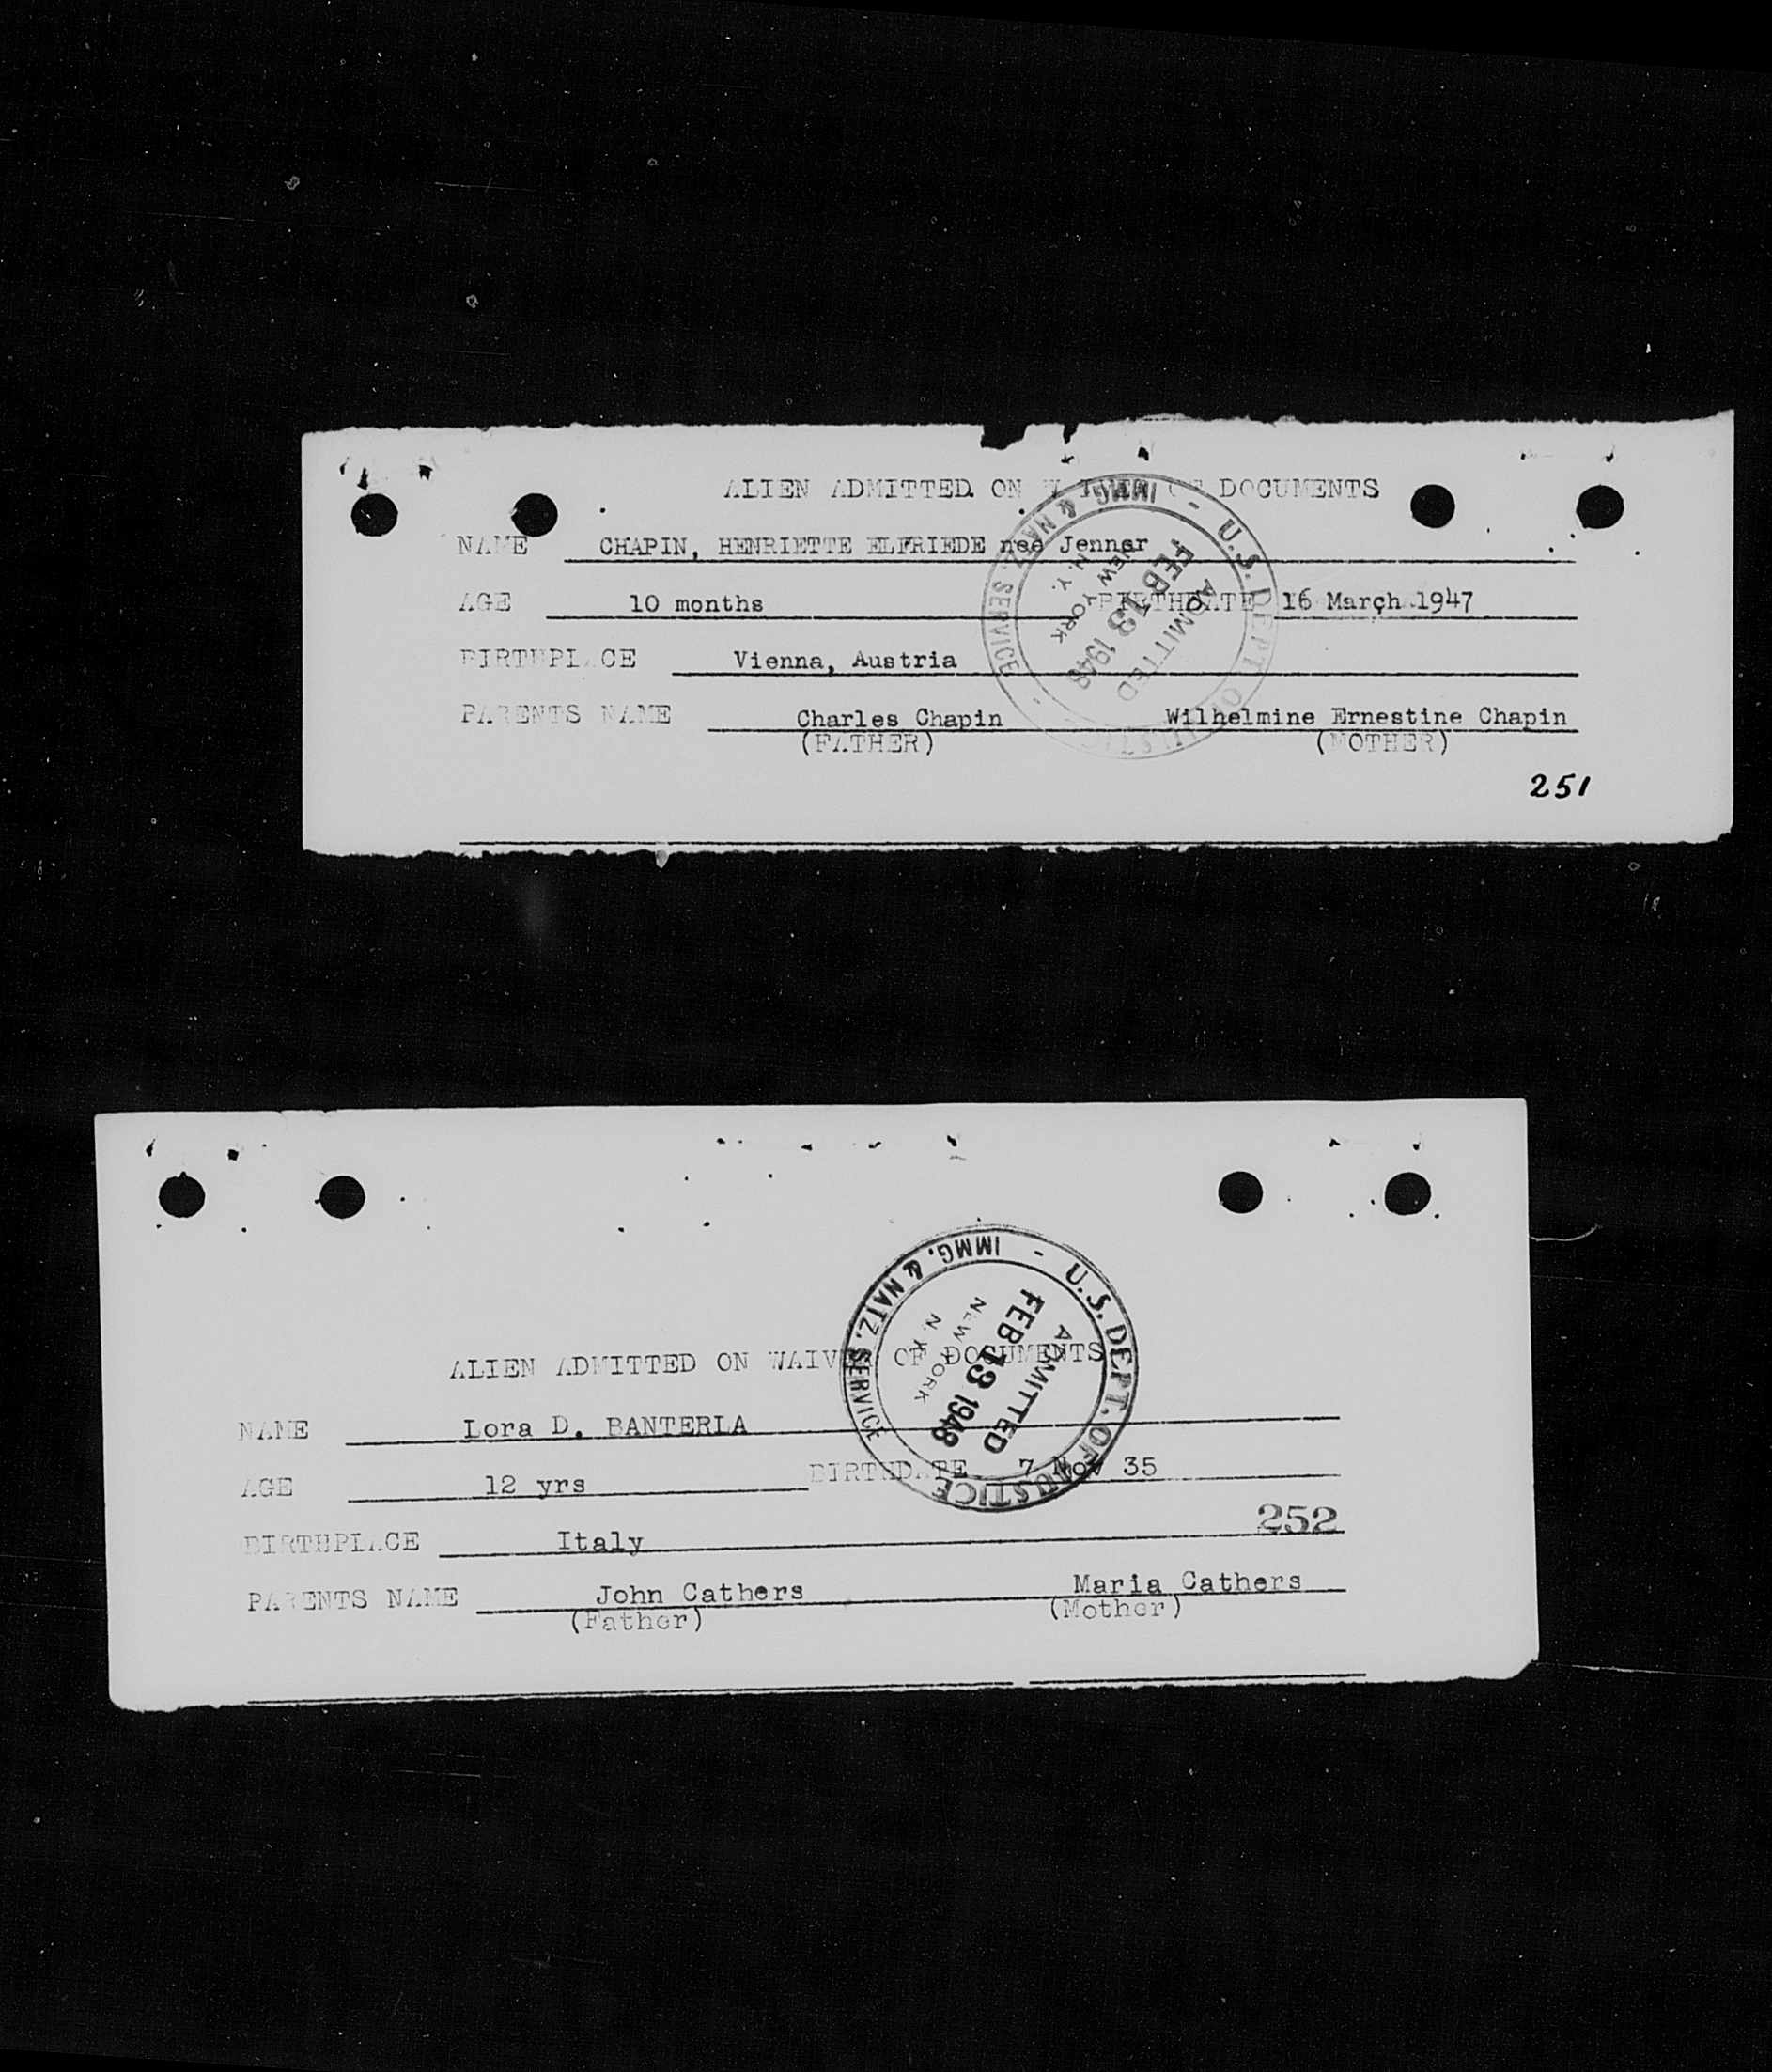 ALIEN ADMITTED ON WAIVER OF DOCUMENTS
NAME CHAPIN, HENRIETTE ELFRIEDE nee Jenner
AGE 10 months BIRTHDATE 16 March 1947
BIRTHPLACE Vienna, Austria
PARENTS NAME Charles Chapin Wilhelmine Ernestine Chapin
(FATHER) (MOTHER)
251
U.S. DEPT. OF JUSTICE - IMMG. & NATZ. SERVICE -
ADMITTED
FEB 13 1948
NEW YORK
N. Y.
ALIEN ADMITTED ON WAIVER OF DOCUMENTS
NAME Lora D. BANTERLA
AGE 12 yrs BIRTHDATE 7 Nov 35
252
BIRTHPLACE Italy
PARENTS NAME John Cathers Maria Cathers
(Father) (Mother)
U.S. DEPT. OF JUSTICE IMMG. & NATZ. SERVICE -
ADMITTED
FEB 13 1948
NEW YORK
N. Y.